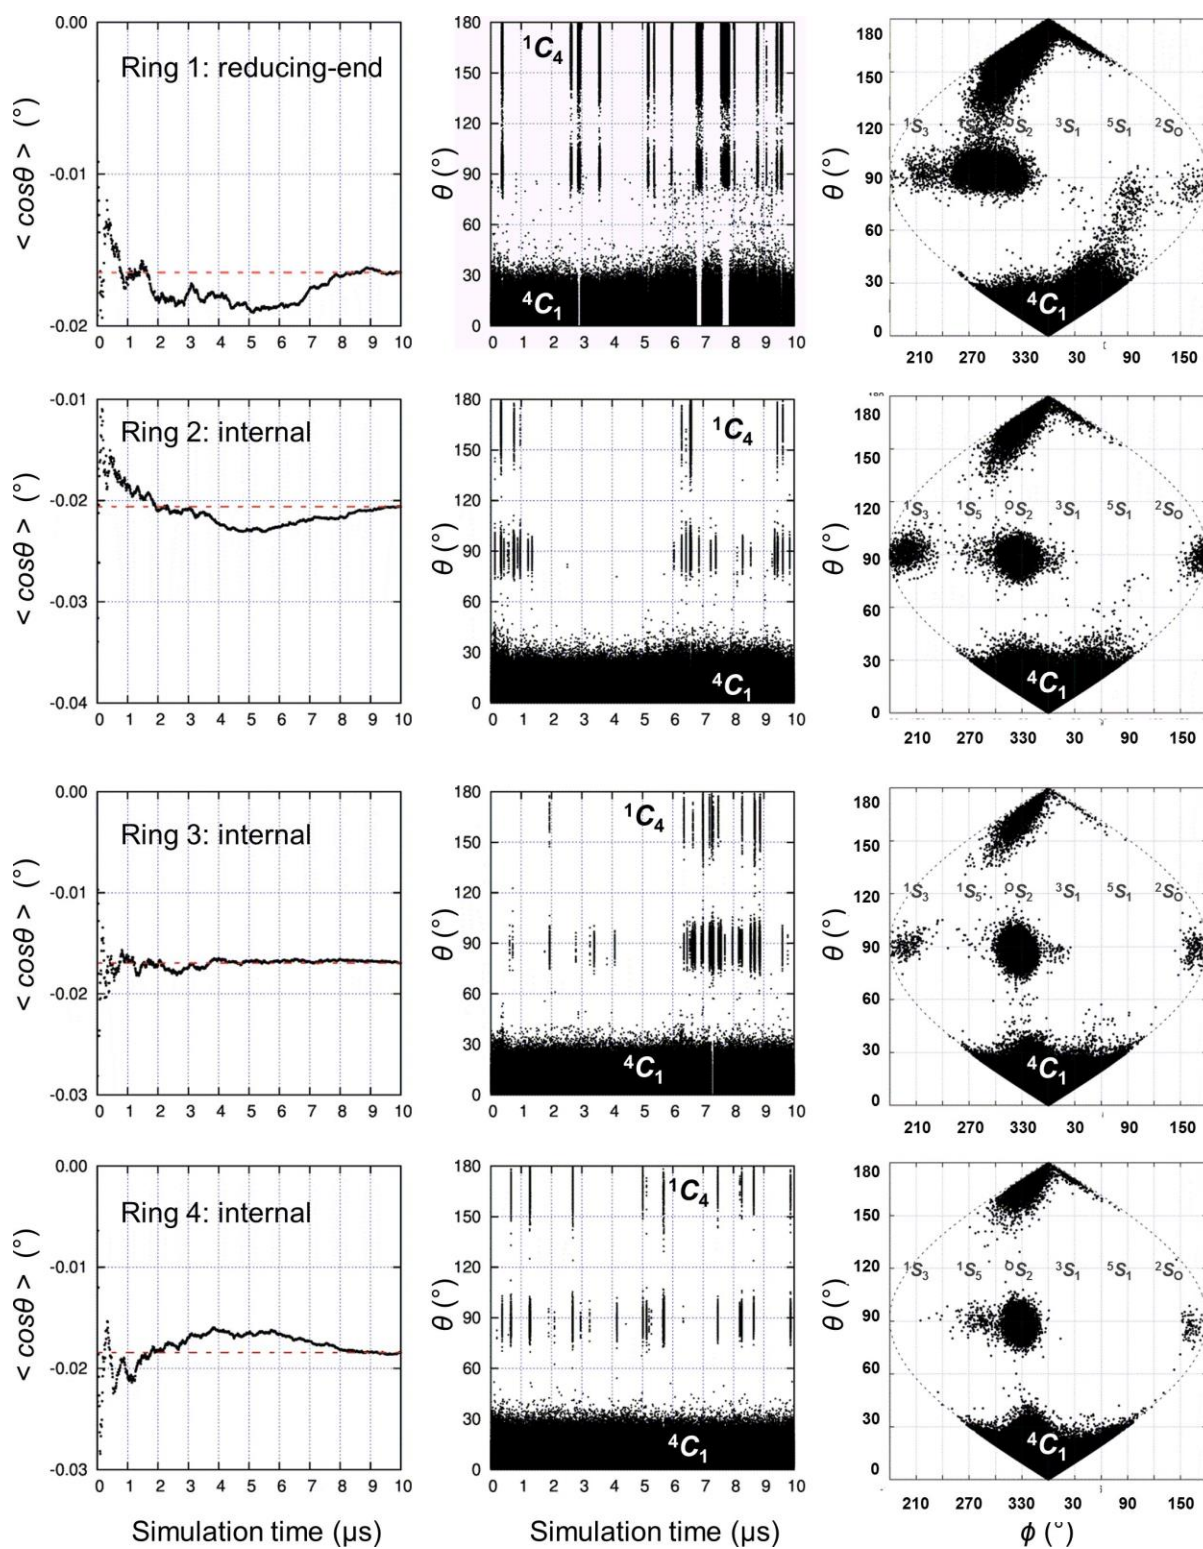 0.00
-0.01
-0.02
< cosθ > (°)
Ring 1: reducing-end
0 1 2 3 4 5 6 7 8 9 10
180
150
120
90
60
30
0
θ (°)
¹C₄
⁴C₁
0 1 2 3 4 5 6 7 8 9 10
180
150
120
90
60
30
0
θ (°)
¹S₃ S₂ ³S₁ ⁵S₁ ²S_O
⁴C₁
210 270 330 30 90 150
-0.01
-0.02
-0.03
-0.04
< cosθ > (°)
Ring 2: internal
0 1 2 3 4 5 6 7 8 9 10
180
150
120
90
60
30
0
θ (°)
¹C₄
⁴C₁
0 1 2 3 4 5 6 7 8 9 10
180
150
120
90
60
30
0
θ (°)
¹S₃ ¹S₅ ᴼS₂ ³S₁ ⁵S₁ ²S_O
⁴C₁
210 270 330 30 90 150
0.00
-0.01
-0.02
-0.03
< cosθ > (°)
Ring 3: internal
0 1 2 3 4 5 6 7 8 9 10
180
150
120
90
60
30
0
θ (°)
¹C₄
⁴C₁
0 1 2 3 4 5 6 7 8 9 10
180
150
120
90
60
30
0
θ (°)
¹S₃ ¹S₅ ᴼS₂ ³S₁ ⁵S₁ ²S_O
⁴C₁
210 270 330 30 90 150
0.00
-0.01
-0.02
-0.03
< cosθ > (°)
Ring 4: internal
0 1 2 3 4 5 6 7 8 9 10
Simulation time (μs)
180
150
120
90
60
30
0
θ (°)
¹C₄
⁴C₁
0 1 2 3 4 5 6 7 8 9 10
Simulation time (μs)
180
150
120
90
60
30
0
θ (°)
¹S₃ ¹S₅ ᴼS₂ ³S₁ ⁵S₁ ²S_O
⁴C₁
210 270 330 30 90 150
ϕ (°)